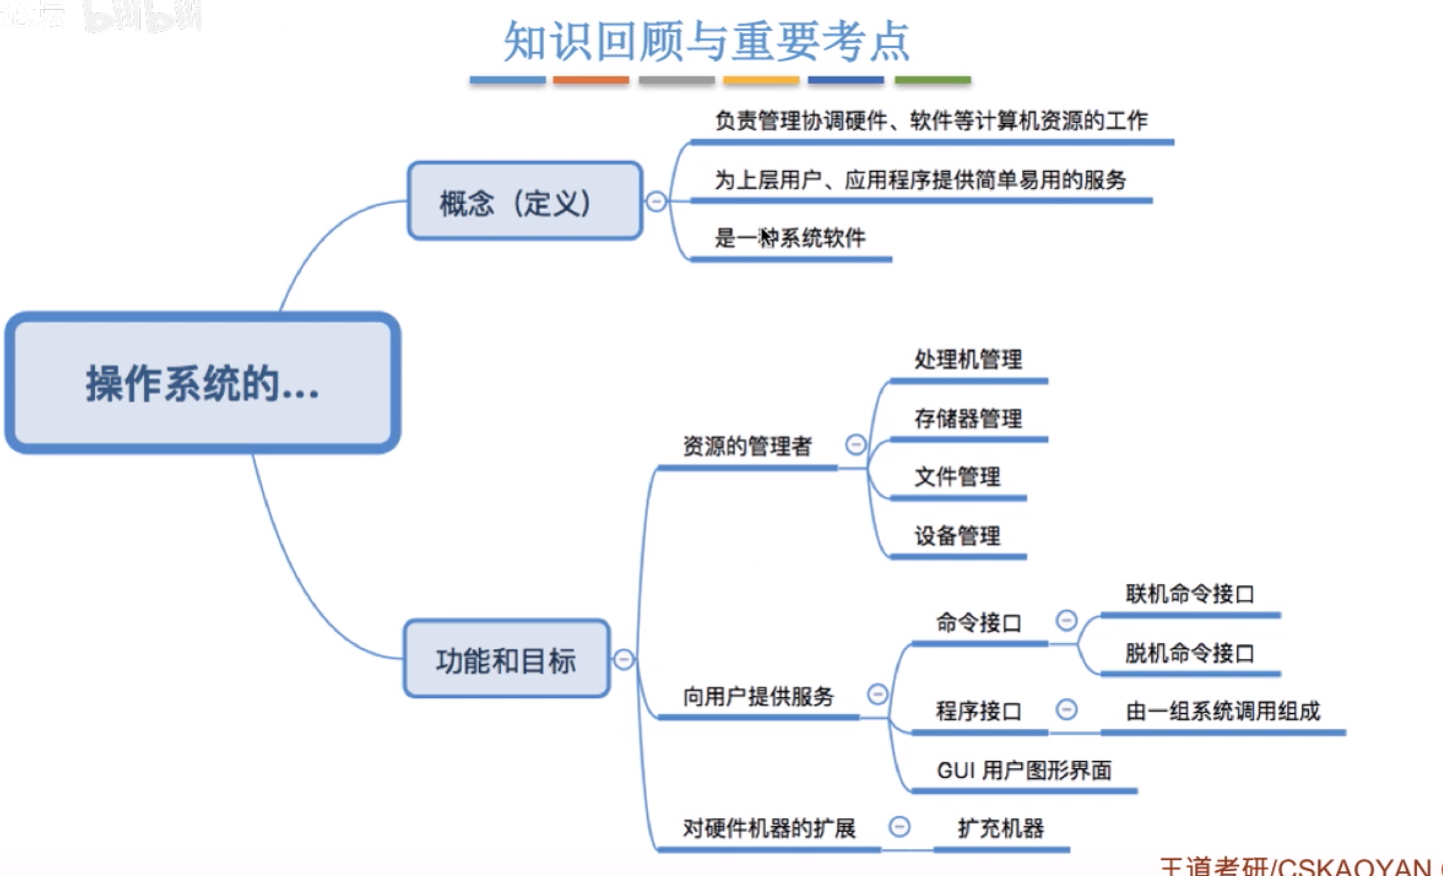 bilibili
知识回顾与重要考点
负责管理协调硬件、软件等计算机资源的工作
为上层用户、应用程序提供简单易用的服务
概念（定义）
是一种系统软件
操作系统的...
处理机管理
存储器管理
资源的管理者
文件管理
设备管理
联机命令接口
命令接口
脱机命令接口
功能和目标
向用户提供服务
程序接口
由一组系统调用组成
GUI 用户图形界面
对硬件机器的扩展
扩充机器
王道考研/CSKAOYAN